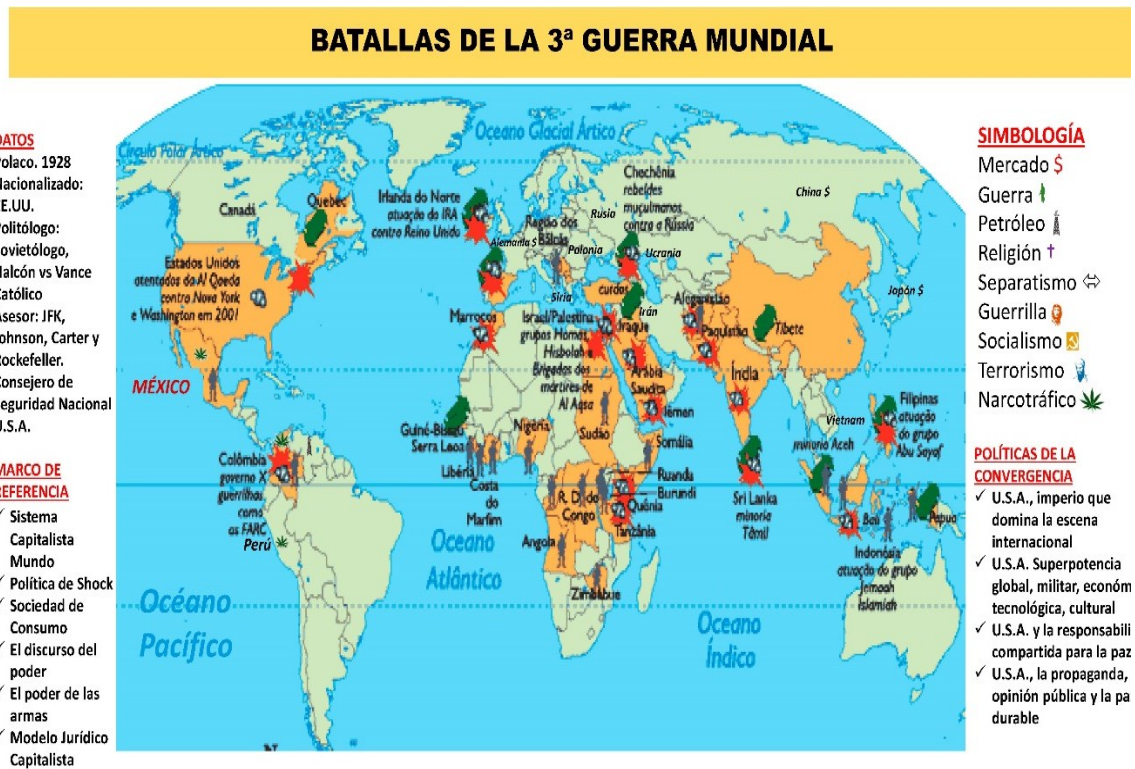 BATALLAS DE LA 3ª GUERRA MUNDIAL
DATOS
Polaco. 1928
Nacionalizado:
EE.UU.
Politólogo:
Sovietólogo,
Halcón vs Vance
Católico
Asesor: JFK,
Johnson, Carter y
Rockefeller.
Consejero de
Seguridad Nacional
U.S.A.
MARCO DE
REFERENCIA
✓ Sistema
Capitalista
Mundo
✓ Política de Shock
✓ Sociedad de
Consumo
✓ El discurso del
poder
✓ El poder de las
armas
✓ Modelo Jurídico
Capitalista
Oceano Glacial Ártico
Círculo Polar Ártico
Canadá
Quebec
Estados Unidos
atentados da Al Qaeda
contra Nova York
e Washington em 2001
MÉXICO
Irlanda do Norte
atuação do IRA
contra Reino Unido
Alemania $
Região dos
Bálcãs
Polonia
Rusia
Chechênia
rebeldes
muçulmanos
contra a Rússia
Ucrania
China $
Japón $
Siria
curdos
Irán
Iraque
Afeganistão
Paquistão
Tibete
Marrocos
Israel/Palestina
grupos Hamas,
Hisbolah e
Brigadas dos
mártires de
Al Aqsa
Arábia
Saudita
Iêmen
Índia
Vietnam
Filipinas
atuação
do grupo
Abu Sayaf
Guiné-Bissau
Serra Leoa
Libéria
Costa
do
Marfim
Nigéria
Sudão
Somália
Ruanda
Burundi
R. D. do
Congo
Quênia
Tanzânia
Angola
Zimbábue
Sri Lanka
minoria
Tâmil
minoria Aceh
Bali
Papua
Indonésia
atuação do grupo
Jemaah
Islamiah
Colômbia
governo X
guerrilhas
como
as FARC
Perú
Océano
Pacífico
Oceano
Atlântico
Oceano
Índico
SIMBOLOGÍA
Mercado $
Guerra
Petróleo
Religión †
Separatismo ⇔
Guerrilla
Socialismo
Terrorismo
Narcotráfico
POLÍTICAS DE LA
CONVERGENCIA
✓ U.S.A., imperio que
domina la escena
internacional
✓ U.S.A. Superpotencia
global, militar, económ
tecnológica, cultural
✓ U.S.A. y la responsabili
compartida para la paz
✓ U.S.A., la propaganda,
opinión pública y la pa
durable